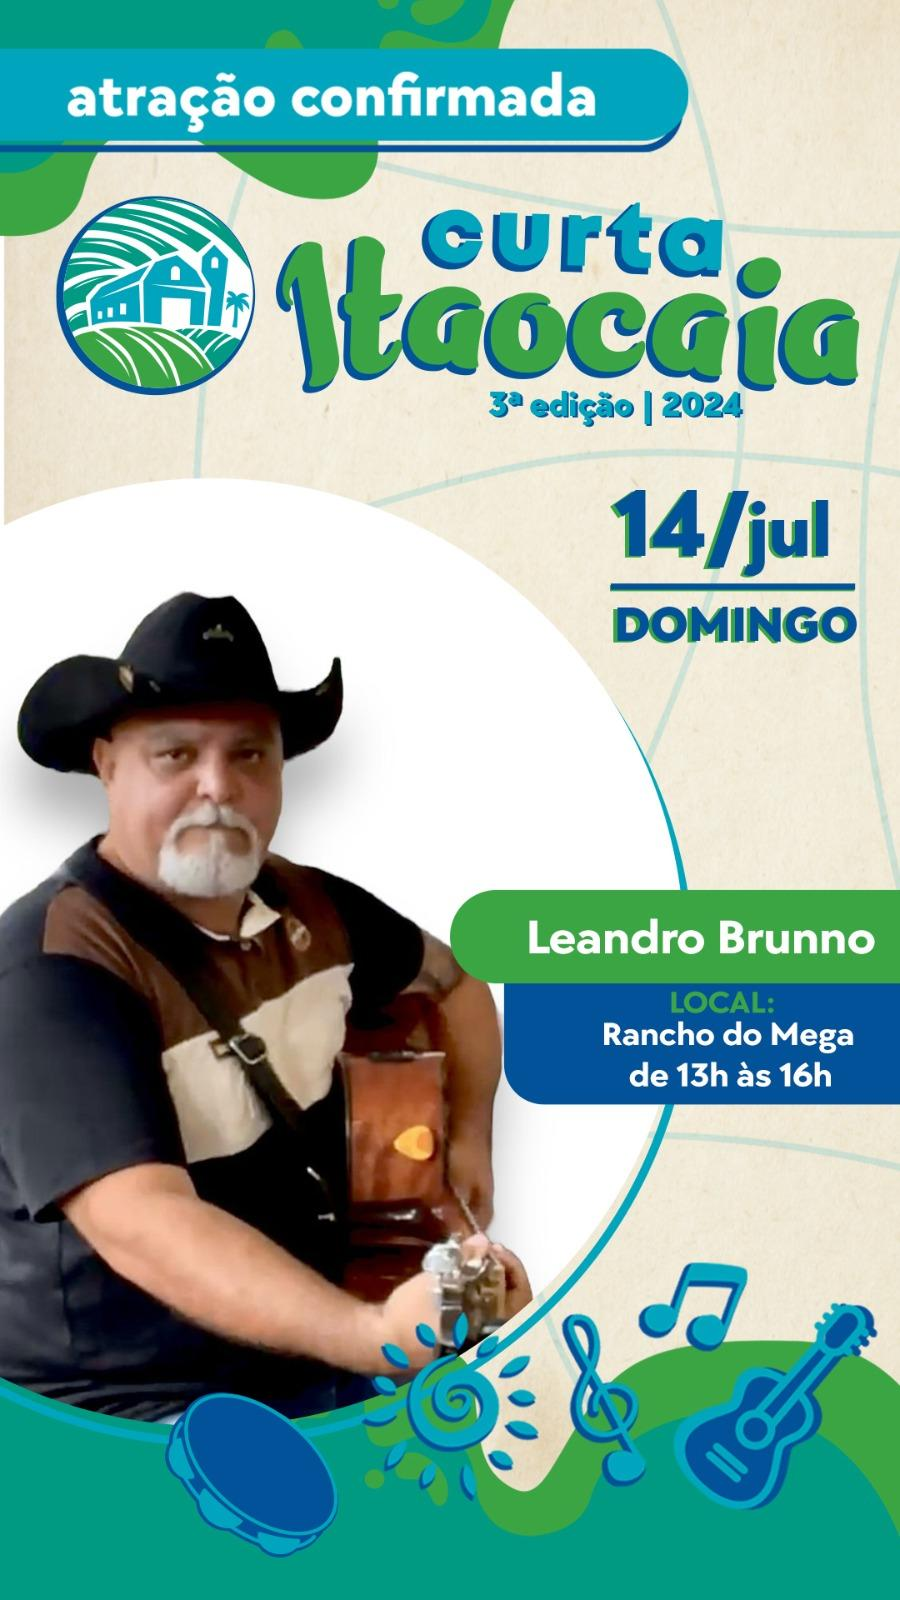 atração confirmada
curta
Itaocaia
3ª edição | 2024
14/jul
DOMINGO
Leandro Brunno
LOCAL:
Rancho do Mega
de 13h às 16h